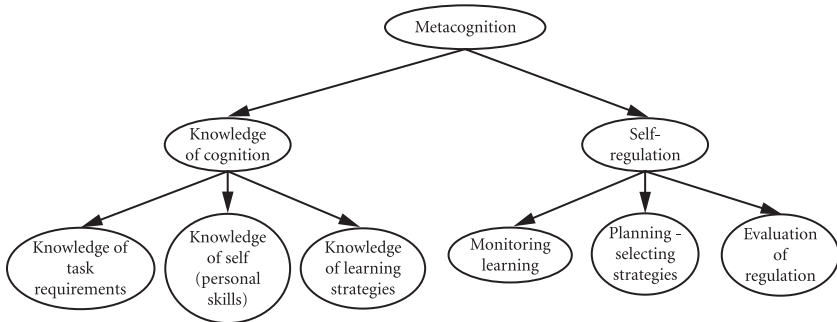 Metacognition
Knowledge
of cognition
Self-
regulation
Knowledge of
task
requirements
Knowledge
of self
(personal
skills)
Knowledge
of learning
strategies
Monitoring
learning
Planning -
selecting
strategies
Evaluation
of
regulation